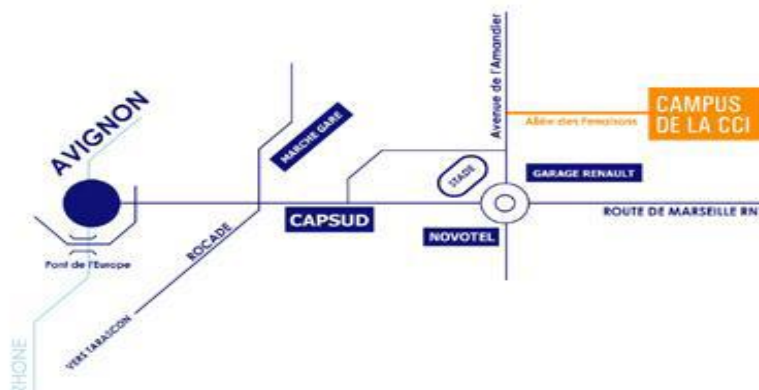 AVIGNON
MARCHE GARE
Avenue de l'Amandier
Allée des Fenaisons
CAMPUS
DE LA CCI
STADE
GARAGE RENAULT
CAPSUD
ROUTE DE MARSEILLE RN
NOVOTEL
ROCADE
Pont de l'Europe
VERS TARASCON
RHONE